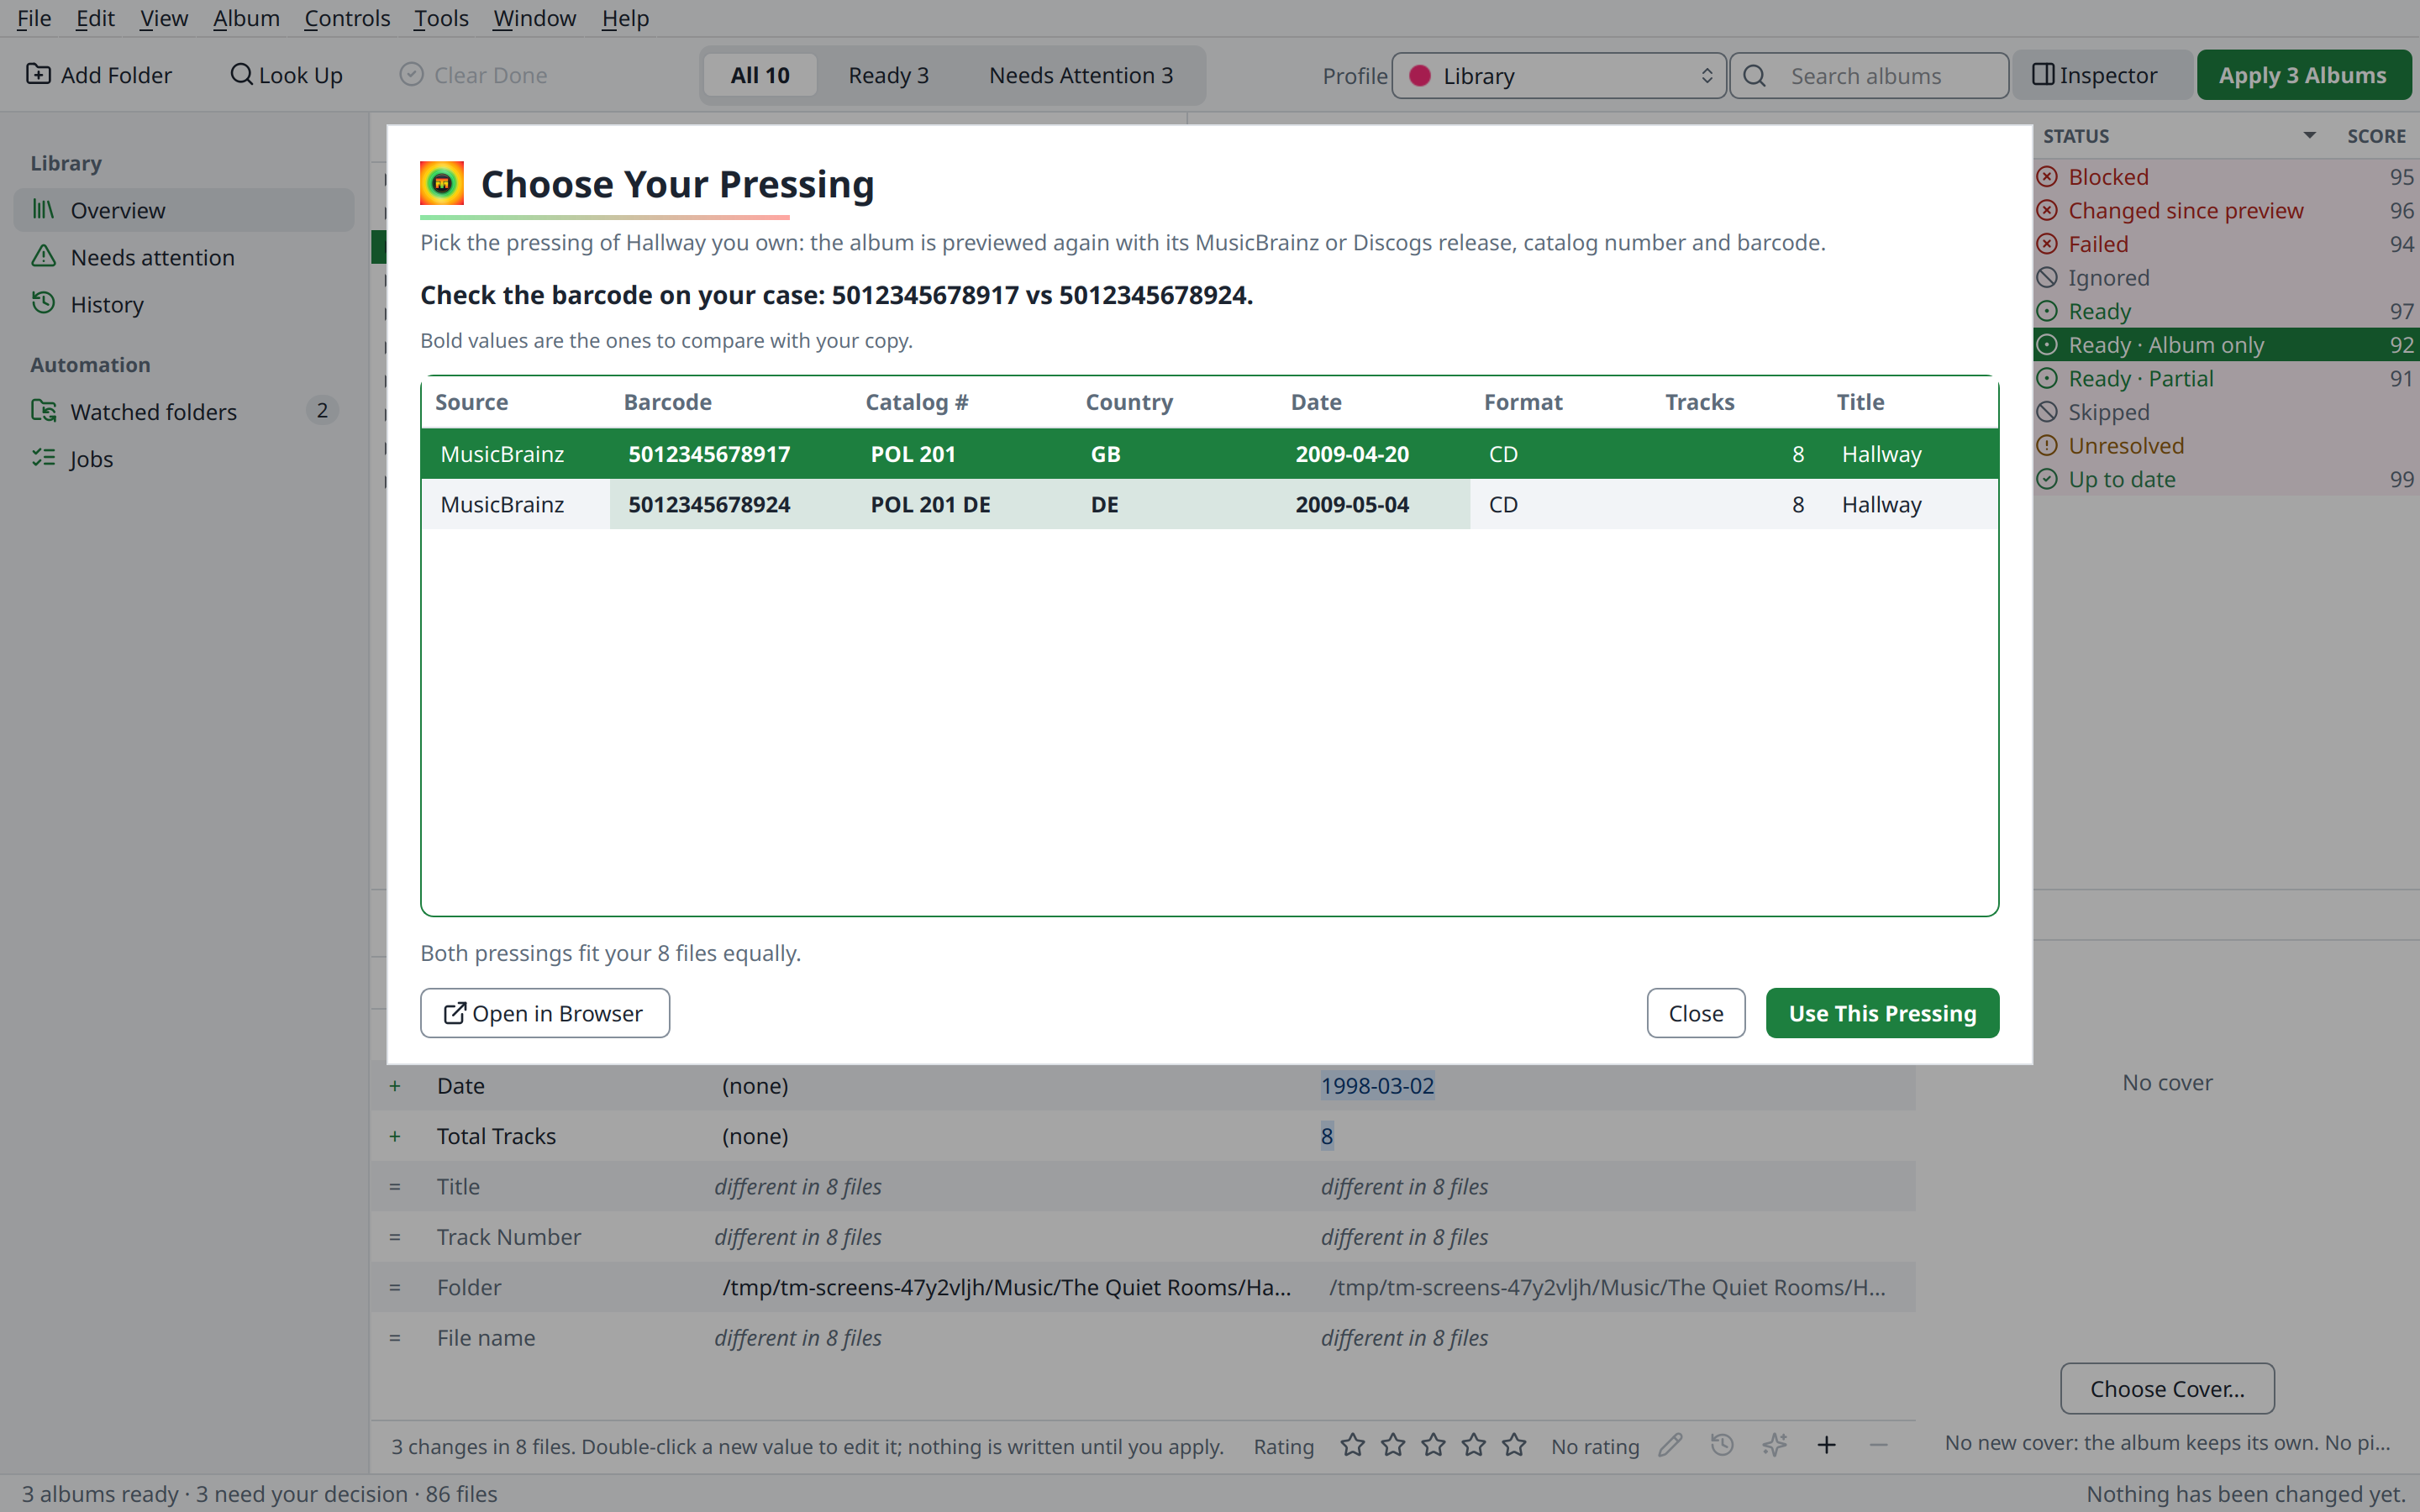 File Edit View Album Controls Tools Window Help
Add Folder Look Up Clear Done All 10 Ready 3 Needs Attention 3 Profile Library Search albums Inspector Apply 3 Albums
Library
Overview
Needs attention
History
Automation
Watched folders 2
Jobs
STATUS SCORE
Blocked 95
Changed since preview 96
Failed 94
Ignored
Ready 97
Ready · Album only 92
Ready · Partial 91
Skipped
Unresolved
Up to date 99
Choose Your Pressing
Pick the pressing of Hallway you own: the album is previewed again with its MusicBrainz or Discogs release, catalog number and barcode.
Check the barcode on your case: 5012345678917 vs 5012345678924.
Bold values are the ones to compare with your copy.
Source Barcode Catalog # Country Date Format Tracks Title
MusicBrainz 5012345678917 POL 201 GB 2009-04-20 CD 8 Hallway
MusicBrainz 5012345678924 POL 201 DE DE 2009-05-04 CD 8 Hallway
Both pressings fit your 8 files equally.
Open in Browser Close Use This Pressing
+ Date (none) 1998-03-02
+ Total Tracks (none) 8
= Title different in 8 files different in 8 files
= Track Number different in 8 files different in 8 files
= Folder /tmp/tm-screens-47y2vljh/Music/The Quiet Rooms/Ha... /tmp/tm-screens-47y2vljh/Music/The Quiet Rooms/H...
= File name different in 8 files different in 8 files
No cover
Choose Cover...
3 changes in 8 files. Double-click a new value to edit it; nothing is written until you apply. Rating No rating
No new cover: the album keeps its own. No pi...
3 albums ready · 3 need your decision · 86 files
Nothing has been changed yet.